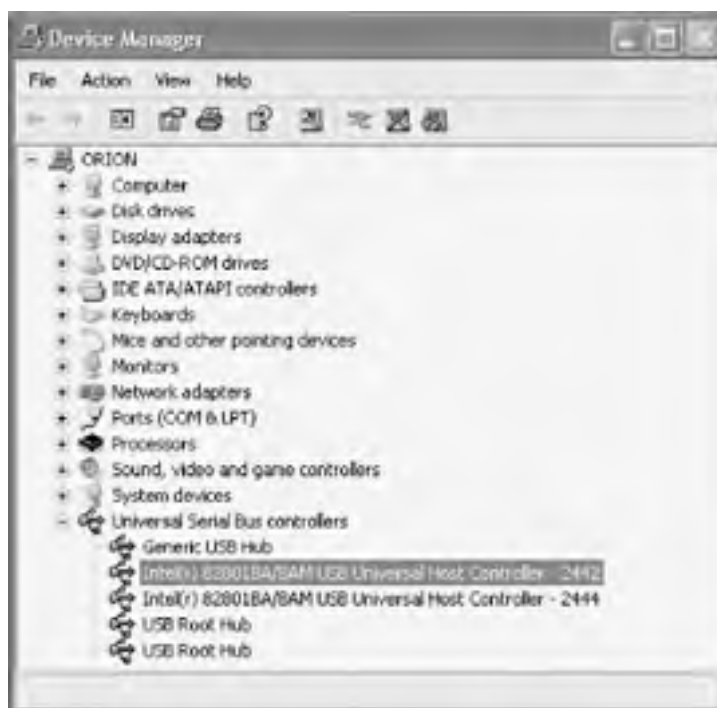 Device Manager
File Action View Help
ORION
Computer
Disk drives
Display adapters
DVD/CD-ROM drives
IDE ATA/ATAPI controllers
Keyboards
Mice and other pointing devices
Monitors
Network adapters
Ports (COM & LPT)
Processors
Sound, video and game controllers
System devices
Universal Serial Bus controllers
Generic USB Hub
Intel(r) 82801BA/BAM USB Universal Host Controller - 2442
Intel(r) 82801BA/BAM USB Universal Host Controller - 2444
USB Root Hub
USB Root Hub